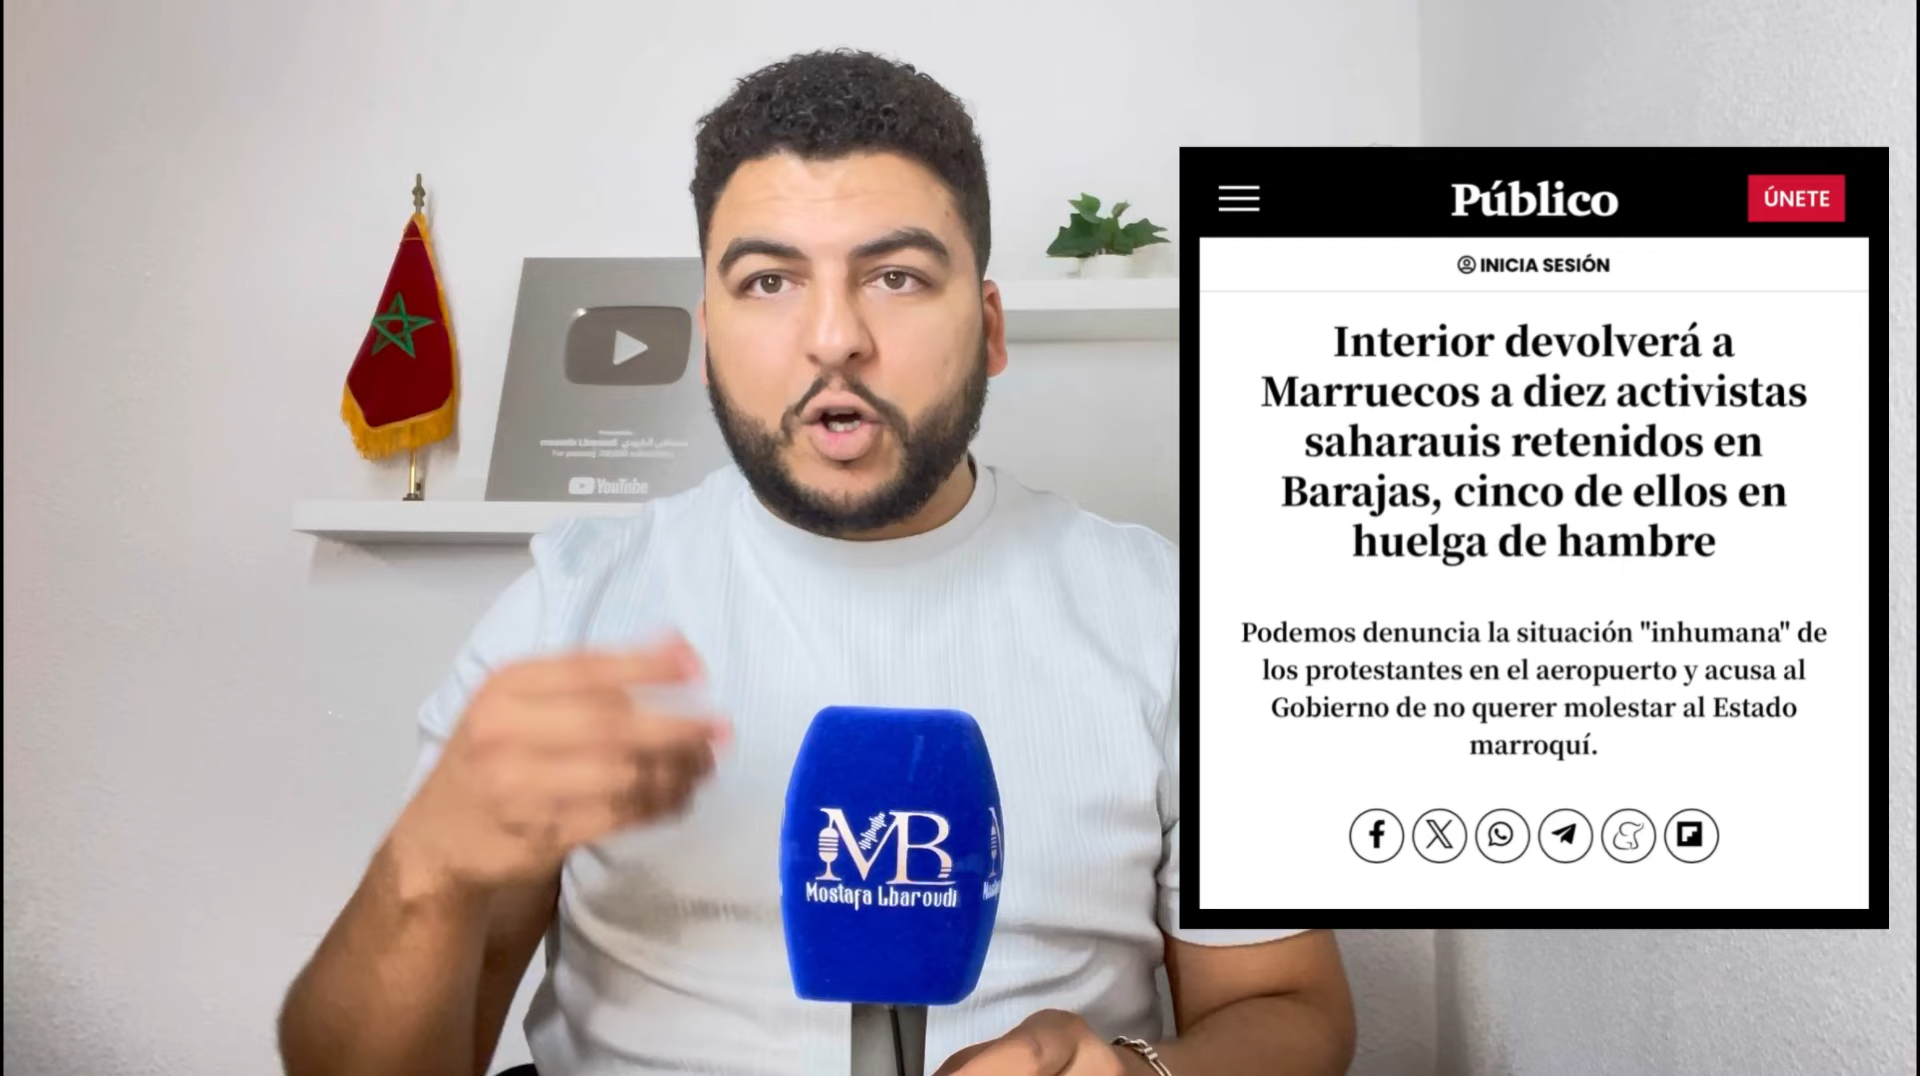 YouTube
MB
Mostafa Lbaroudi
Público
ÚNETE
INICIA SESIÓN
Interior devolverá a
Marruecos a diez activistas
saharauis retenidos en
Barajas, cinco de ellos en
huelga de hambre
Podemos denuncia la situación "inhumana" de
los protestantes en el aeropuerto y acusa al
Gobierno de no querer molestar al Estado
marroquí.